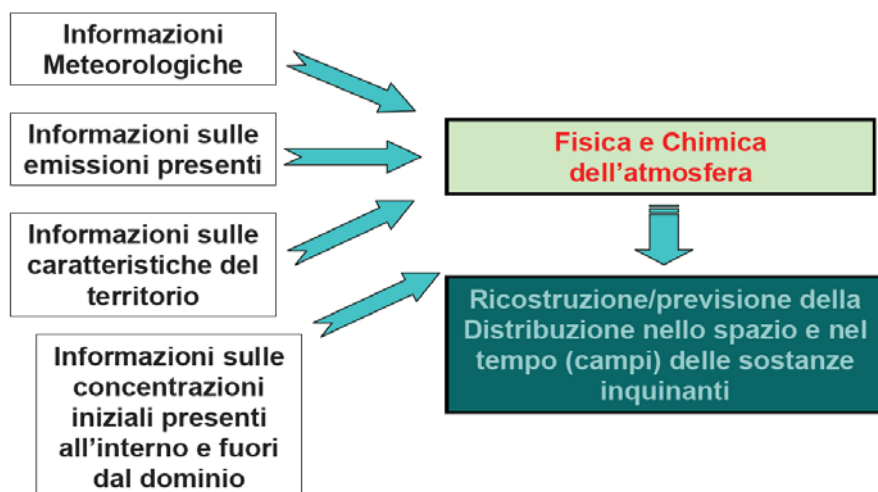 Informazioni
Meteorologiche
Informazioni sulle
emissioni presenti
Informazioni sulle
caratteristiche del
territorio
Informazioni sulle
concentrazioni
iniziali presenti
all'interno e fuori
dal dominio
Fisica e Chimica
dell'atmosfera
Ricostruzione/previsione della
Distribuzione nello spazio e nel
tempo (campi) delle sostanze
inquinanti